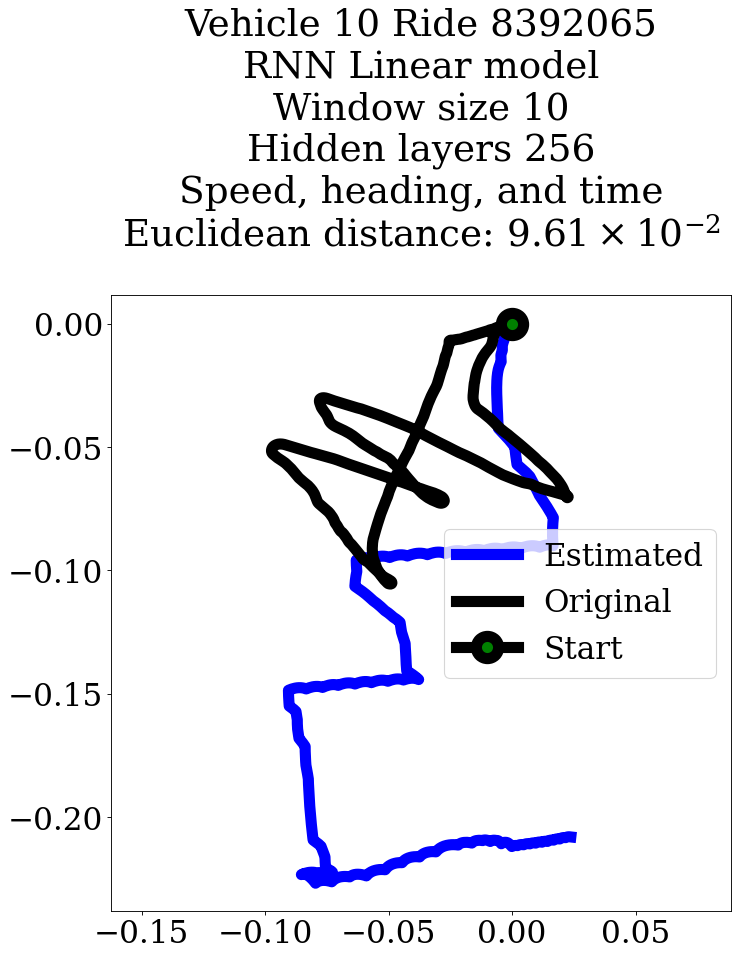 Vehicle 10 Ride 8392065
RNN Linear model
Window size 10
Hidden layers 256
Speed, heading, and time
Euclidean distance: 9.61 × 10⁻²
0.00
−0.05
−0.10
−0.15
−0.20
Estimated
Original
Start
−0.15 −0.10 −0.05 0.00 0.05